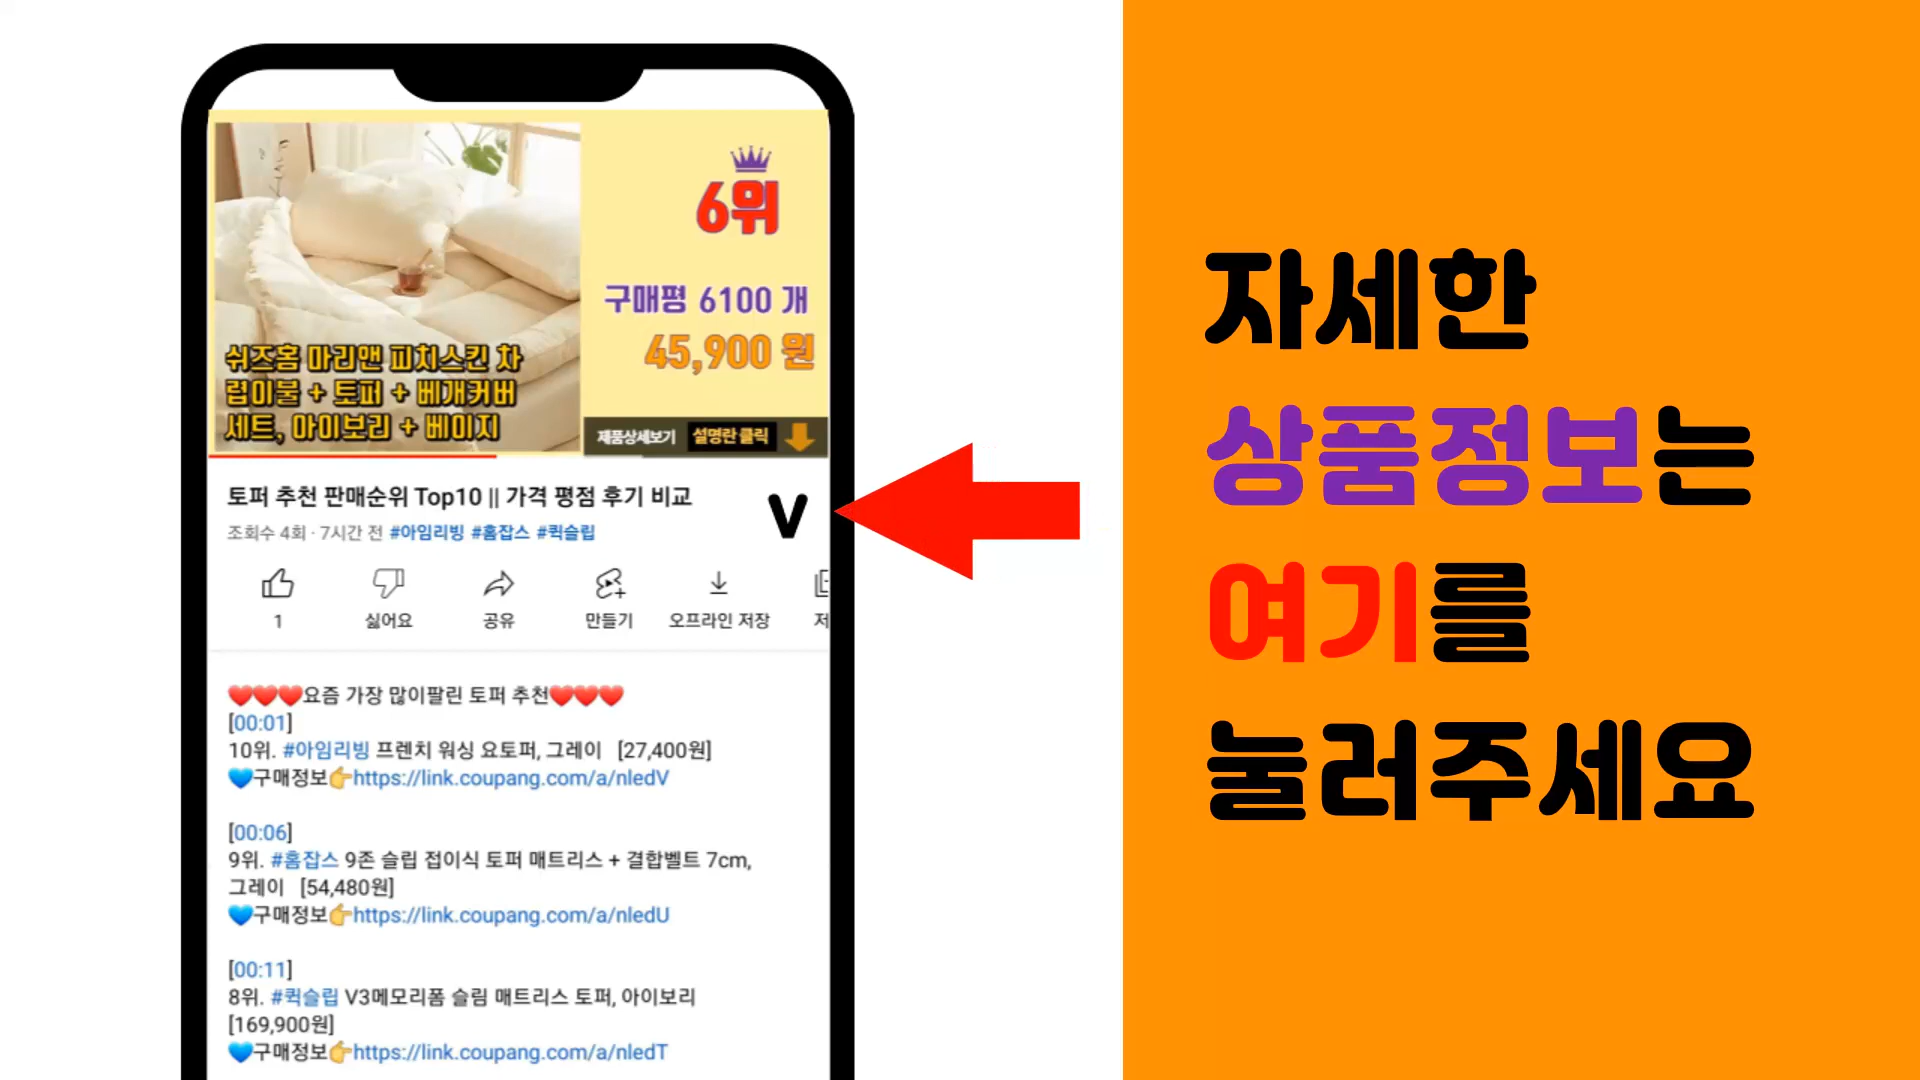 6위
구매평 6100 개
45,900 원
쉬즈홈 마리앤 피치스킨 차
렵이불 + 토퍼 + 베개커버
세트, 아이보리 + 베이지
제품상세보기 설명란 클릭
토퍼 추천 판매순위 Top10 || 가격 평점 후기 비교
V
조회수 4회 · 7시간 전 #아임리빙 #홈잡스 #퀵슬립
1 싫어요 공유 만들기 오프라인 저장 저
❤️❤️❤️요즘 가장 많이팔린 토퍼 추천❤️❤️❤️
[00:01]
10위. #아임리빙 프렌치 워싱 요토퍼, 그레이 [27,400원]
💙구매정보👉https://link.coupang.com/a/nledV
[00:06]
9위. #홈잡스 9존 슬립 접이식 토퍼 매트리스 + 결합벨트 7cm,
그레이 [54,480원]
💙구매정보👉https://link.coupang.com/a/nledU
[00:11]
8위. #퀵슬립 V3메모리폼 슬림 매트리스 토퍼, 아이보리
[169,900원]
💙구매정보👉https://link.coupang.com/a/nledT
자세한
상품정보는
여기를
눌러주세요